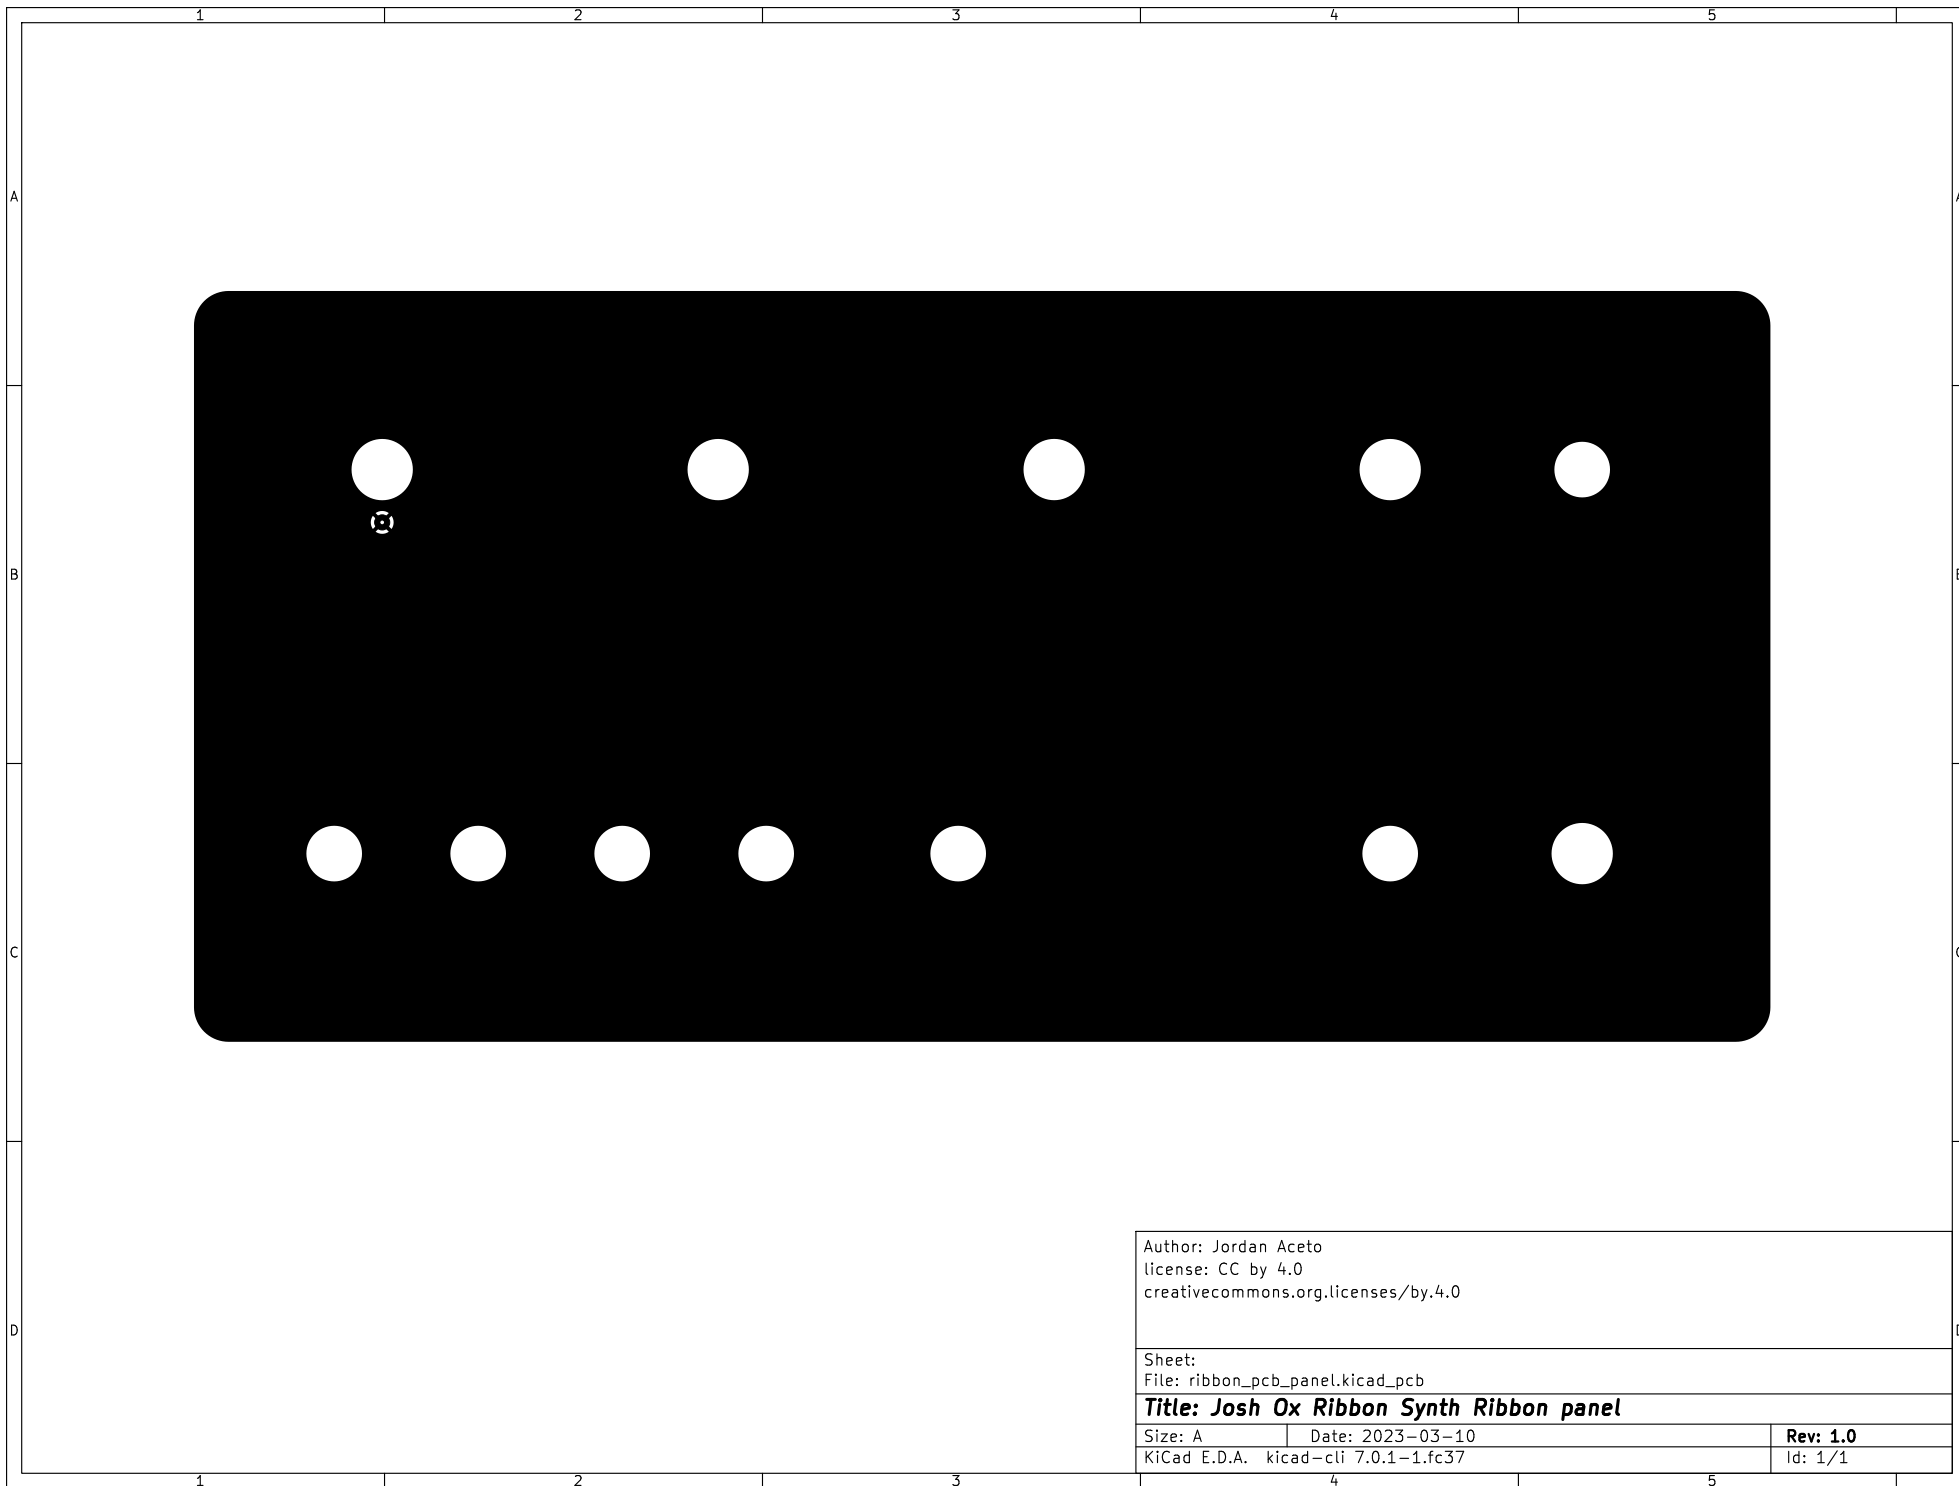 1 2 3 4 5
A A
B B
C C
D D
Author: Jordan Aceto
license: CC by 4.0
creativecommons.org.licenses/by.4.0
Sheet:
File: ribbon_pcb_panel.kicad_pcb
Title: Josh Ox Ribbon Synth Ribbon panel
Size: A Date: 2023-03-10 Rev: 1.0
KiCad E.D.A. kicad-cli 7.0.1-1.fc37 Id: 1/1
1 2 3 4 5